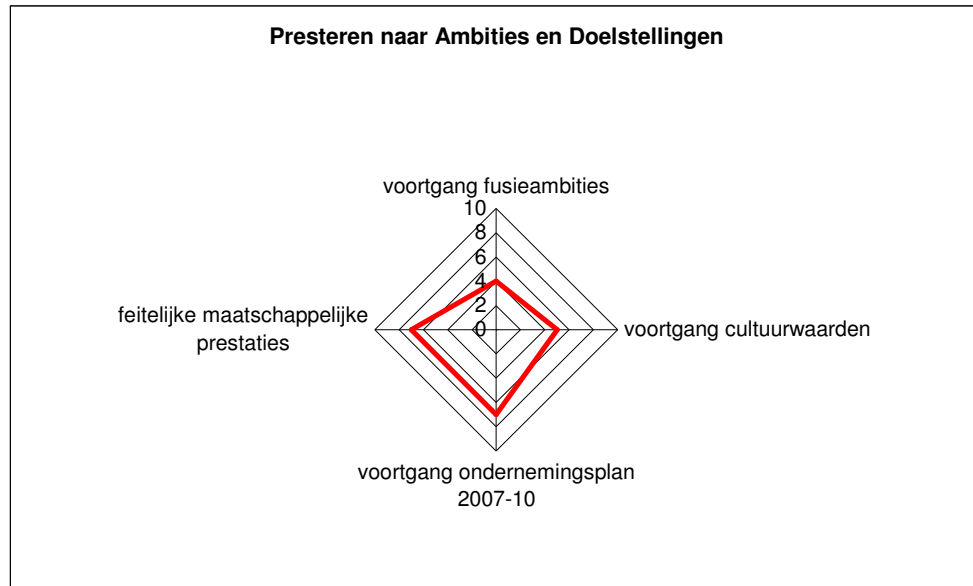 Presteren naar Ambities en Doelstellingen
voortgang fusieambities
10
8
6
4
2
0
feitelijke maatschappelijke
prestaties
voortgang cultuurwaarden
voortgang ondernemingsplan
2007-10